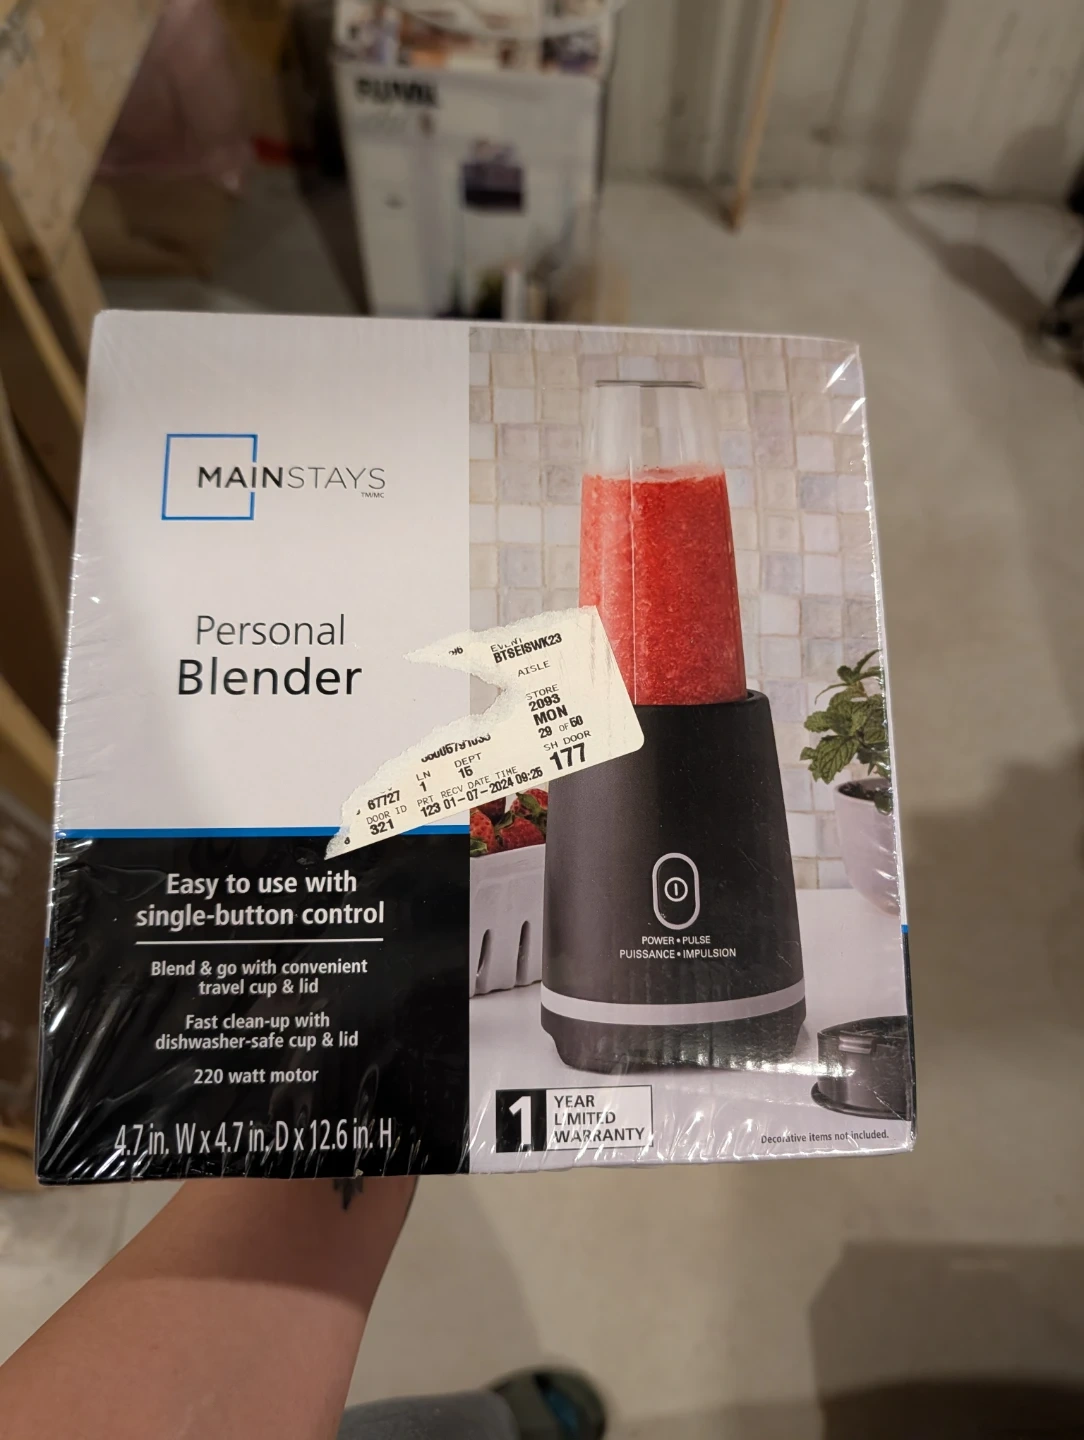 MAINSTAYS
TM/MC
Personal
Blender
EVENT
BTSEISWK23
AISLE
STORE
2093
MON
29 OF 60
SH DOOR
177
LN
1
DEPT
15
67727
DOOR ID
321
PRT RECV DATE TIME
123 01-07-2024 09:25
Easy to use with
single-button control
Blend & go with convenient
travel cup & lid
Fast clean-up with
dishwasher-safe cup & lid
220 watt motor
4.7 in. W x 4.7 in. D x 12.6 in. H
POWER • PULSE
PUISSANCE • IMPULSION
1 YEAR
LIMITED
WARRANTY
Decorative items not included.